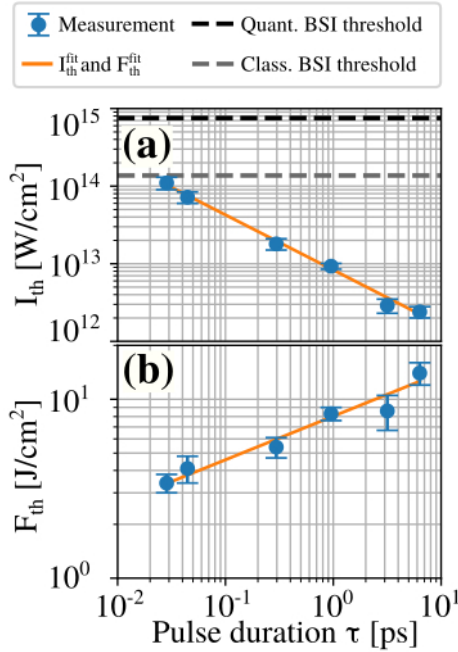 Measurement
Quant. BSI threshold
I_th^fit and F_th^fit
Class. BSI threshold
(a)
10^15
10^14
10^13
10^12
I_th [W/cm^2]
(b)
10^1
10^0
F_th [J/cm^2]
10^-2 10^-1 10^0 10^1
Pulse duration τ [ps]